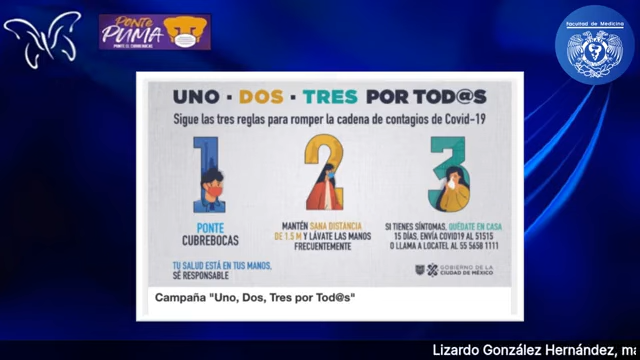 PONTE
PUMA
PONTE EL CUBREBOCAS
Facultad de Medicina
UNO · DOS · TRES POR TOD@S
Sigue las tres reglas para romper la cadena de contagios de Covid-19
1
2
3
PONTE
CUBREBOCAS
MANTÉN SANA DISTANCIA
DE 1.5 M Y LÁVATE LAS MANOS
FRECUENTEMENTE
SI TIENES SÍNTOMAS, QUÉDATE EN CASA
15 DÍAS, ENVÍA COVID19 AL 51515
O LLAMA A LOCATEL AL 55 5658 1111
TU SALUD ESTÁ EN TUS MANOS,
SÉ RESPONSABLE
GOBIERNO DE LA
CIUDAD DE MÉXICO
Campaña "Uno, Dos, Tres por Tod@s"
Lizardo González Hernández, ma